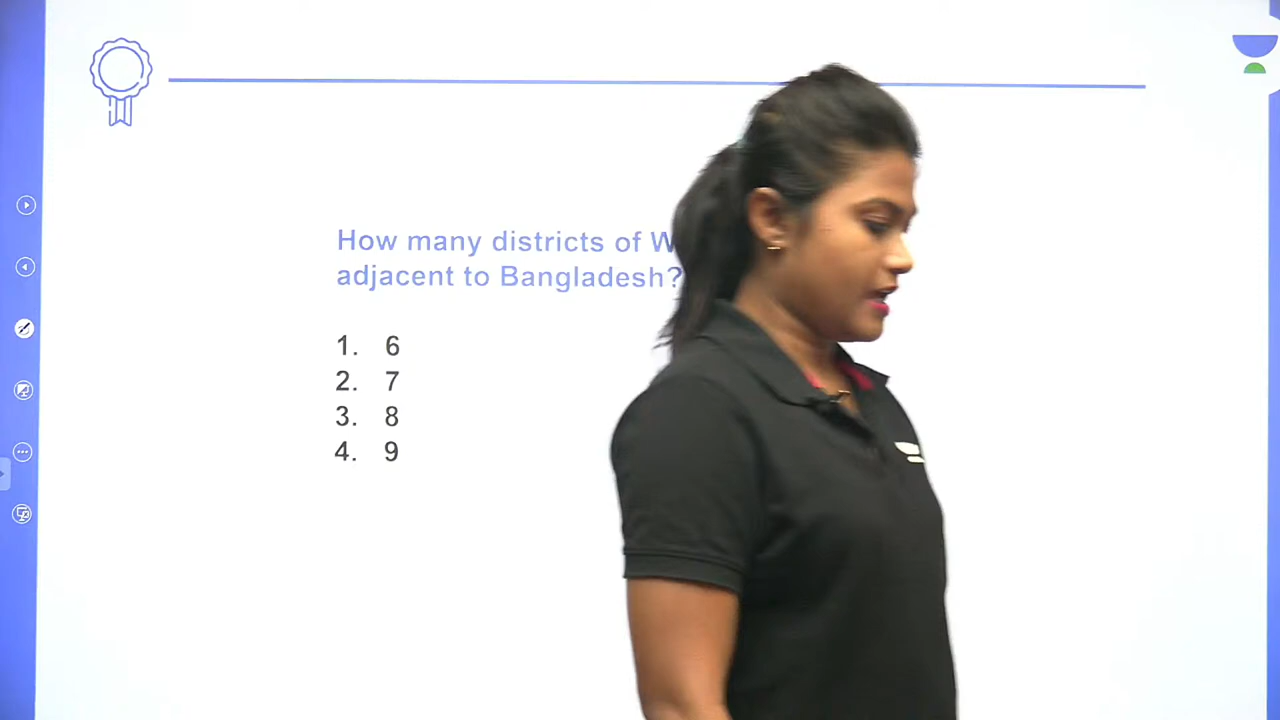 How many districts of
adjacent to Bangladesh?
1. 6
2. 7
3. 8
4. 9